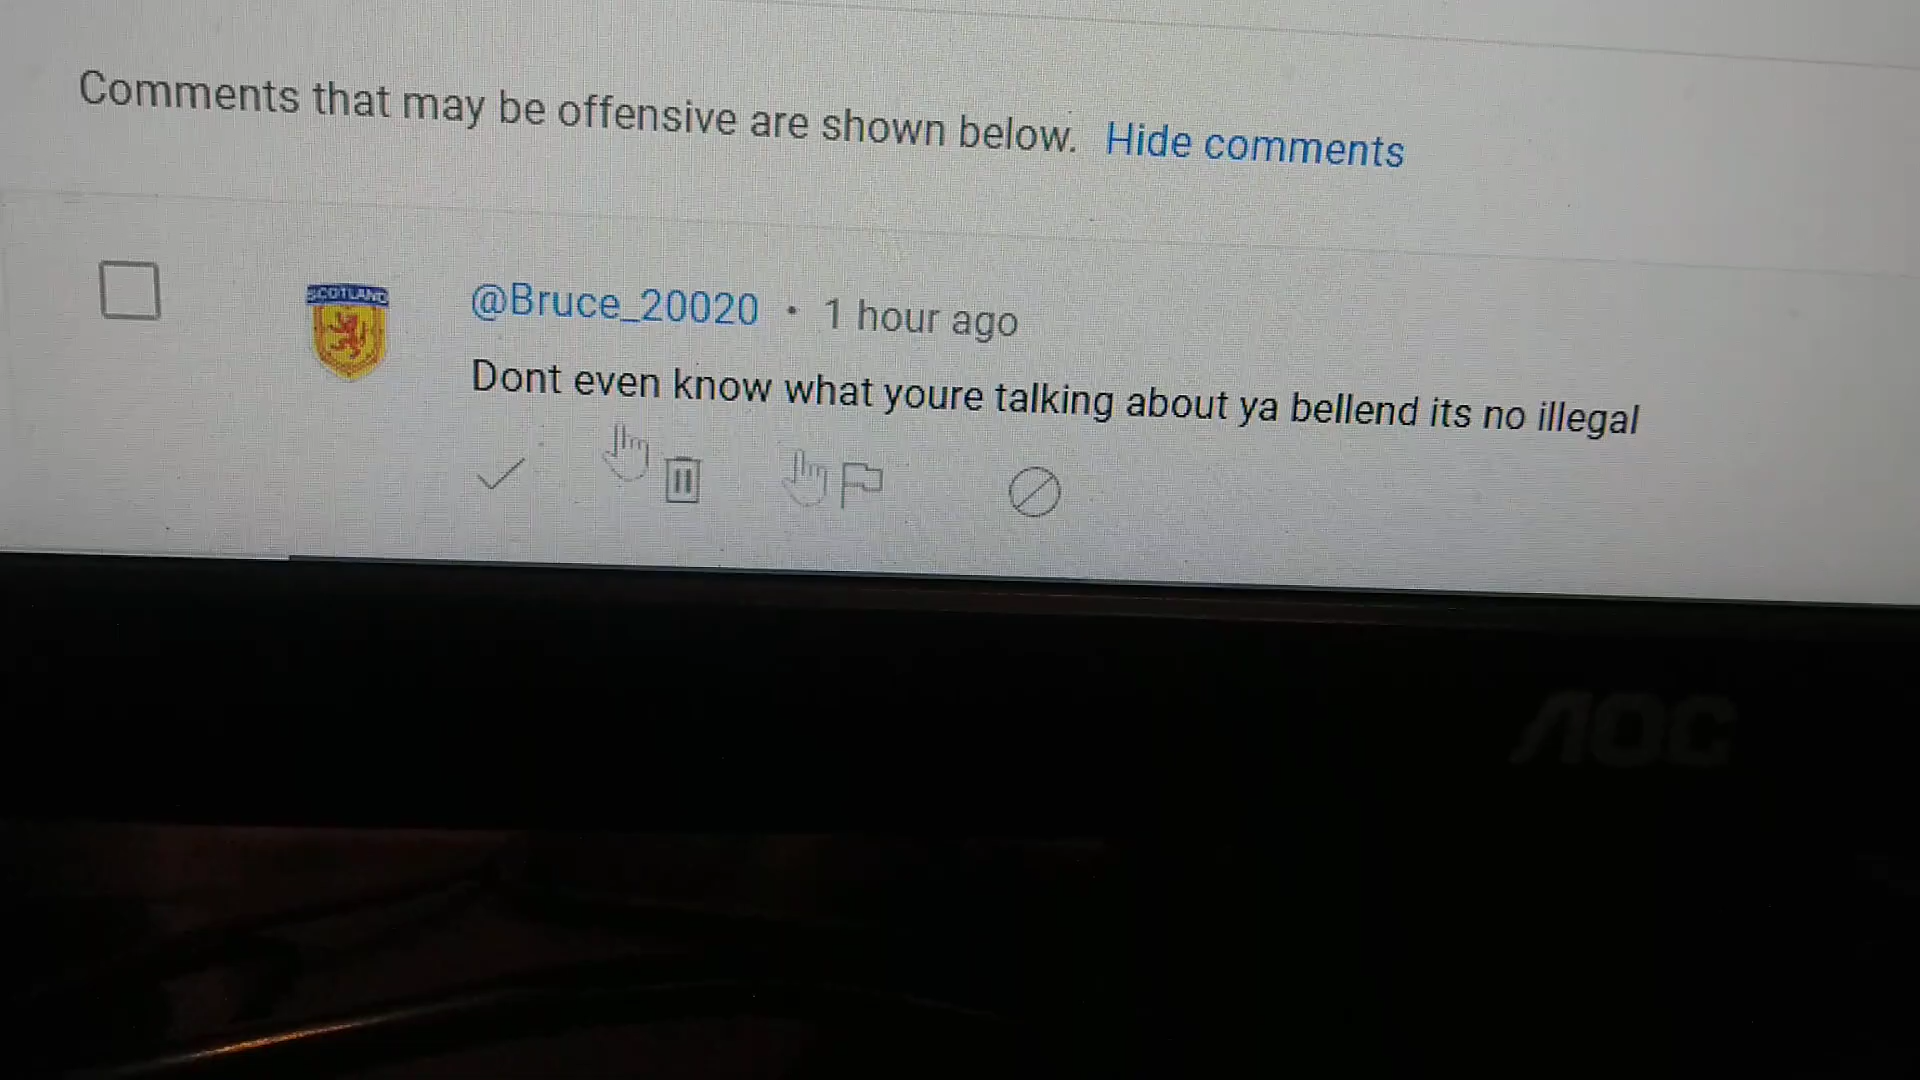 Comments that may be offensive are shown below. Hide comments
SCOTLAND
@Bruce_20020 • 1 hour ago
Dont even know what youre talking about ya bellend its no illegal
AOC